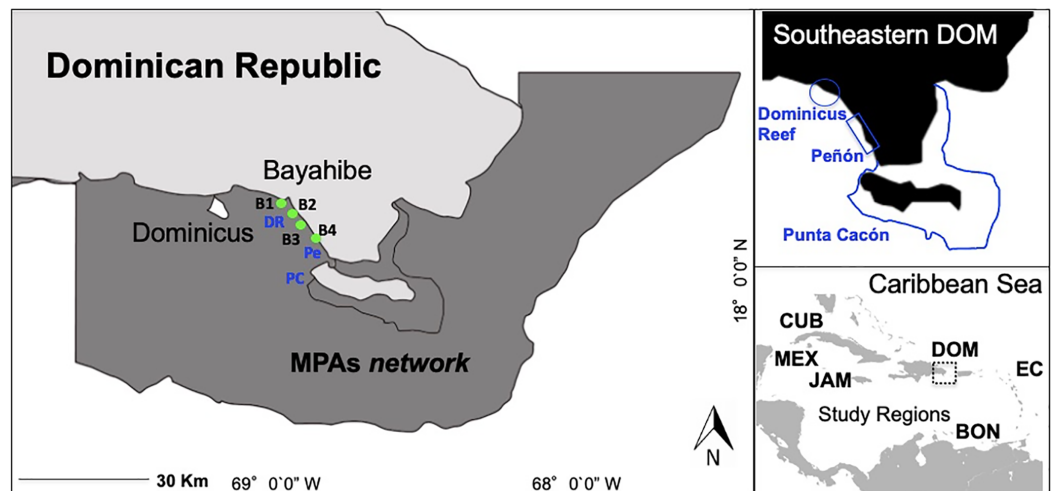 Dominican Republic
Bayahibe
B1
B2
DR
Dominicus
B3
B4
Pe
PC
MPAs network
N
30 Km
69° 0`0" W
68° 0`0" W
18° 0`0" N
Southeastern DOM
Dominicus
Reef
Peñón
Punta Cacón
Caribbean Sea
CUB
MEX
DOM
JAM
EC
Study Regions
BON